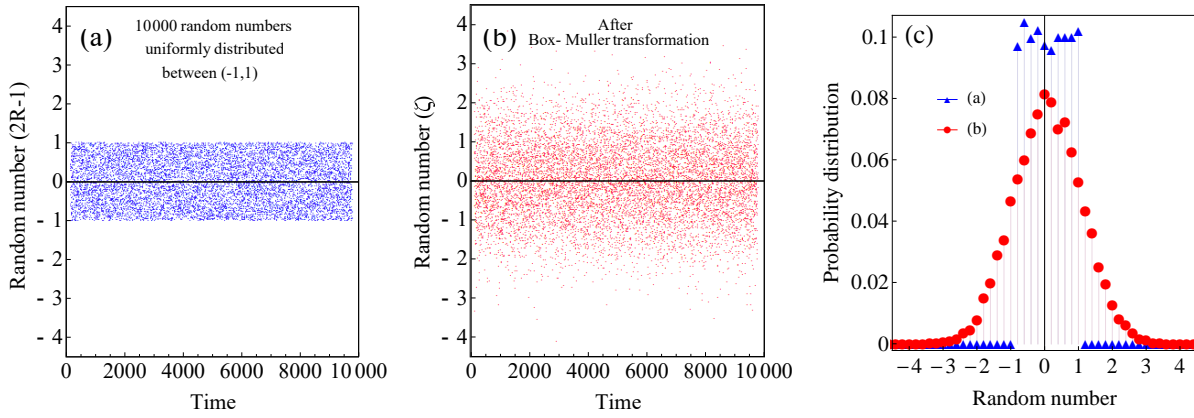 (a)
10000 random numbers
uniformly distributed
between (-1,1)
Random number (2R-1)
4
3
2
1
0
- 1
- 2
- 3
- 4
0 2000 4000 6000 8000 10 000
Time
(b)
After
Box- Muller transformation
Random number (ζ)
4
3
2
1
0
- 1
- 2
- 3
- 4
0 2000 4000 6000 8000 10 000
Time
(c)
Probability distribution
0.1
0.08
0.06
0.04
0.02
0
(a)
(b)
−4 −3 −2 −1 0 1 2 3 4
Random number